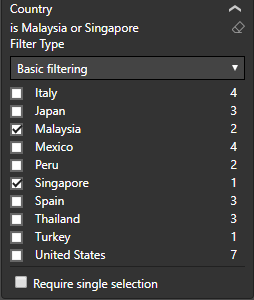 Country
is Malaysia or Singapore
Filter Type
Basic filtering
Italy 4
Japan 3
Malaysia 2
Mexico 4
Peru 2
Singapore 1
Spain 3
Thailand 3
Turkey 1
United States 7
Require single selection